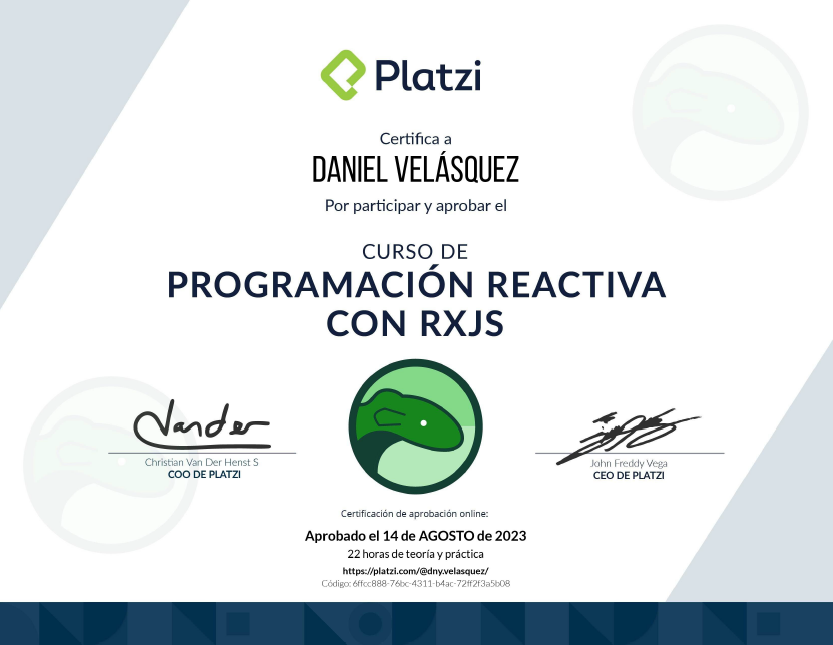 Platzi
Certifica a
DANIEL VELÁSQUEZ
Por participar y aprobar el
CURSO DE
PROGRAMACIÓN REACTIVA
CON RXJS
Vander
Christian Van Der Henst S
COO DE PLATZI
John Freddy Vega
CEO DE PLATZI
Certificación de aprobación online:
Aprobado el 14 de AGOSTO de 2023
22 horas de teoría y práctica
https://platzi.com/@dny.velasquez/
Código: 6ffcc888-76bc-4311-b4ac-72ff2f3a5b08